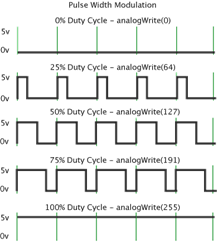 Pulse Width Modulation
0% Duty Cycle - analogWrite(0)
5v
0v
25% Duty Cycle - analogWrite(64)
5v
0v
50% Duty Cycle - analogWrite(127)
5v
0v
75% Duty Cycle - analogWrite(191)
5v
0v
100% Duty Cycle - analogWrite(255)
5v
0v